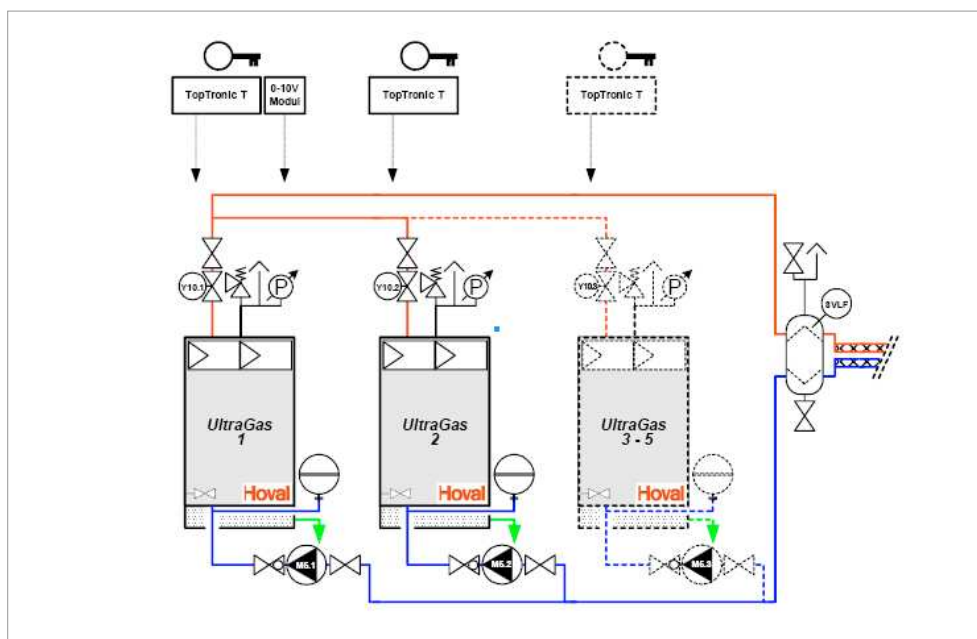 TopTronic T
0-10V
Modul
TopTronic T
TopTronic T
Y10.1
P
Y10.2
P
Y10.3
P
SVLF
UltraGas
1
UltraGas
2
UltraGas
3 - 5
Hoval
Hoval
Hoval
M5.1
M5.2
M5.3